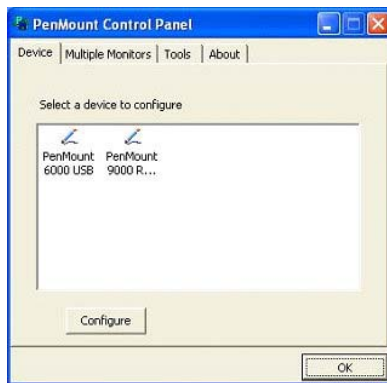 PenMount Control Panel
Device Multiple Monitors Tools About
Select a device to configure
PenMount PenMount
6000 USB 9000 R...
Configure
OK